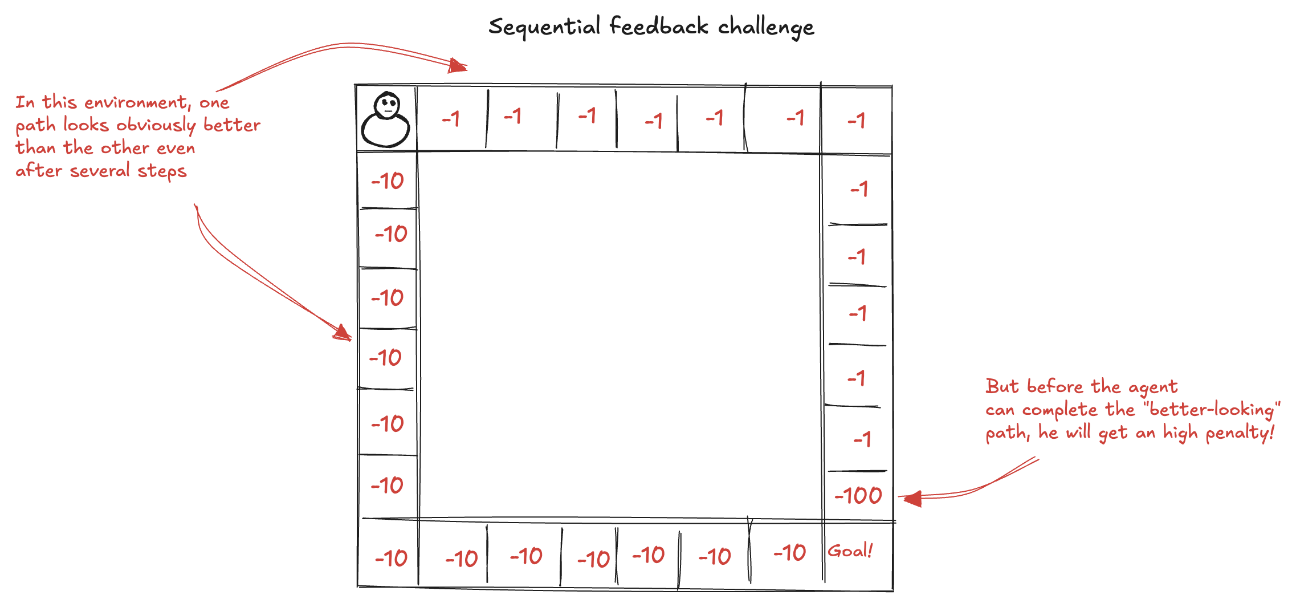 Sequential feedback challenge
In this environment, one
path looks obviously better
than the other even
after several steps
-1 -1 -1 -1 -1 -1 -1
-10 -1
-10 -1
-10 -1
-10 -1
-10 -1
-10 -100
-10 -10 -10 -10 -10 -10 -10 Goal!
But before the agent
can complete the "better-looking"
path, he will get an high penalty!